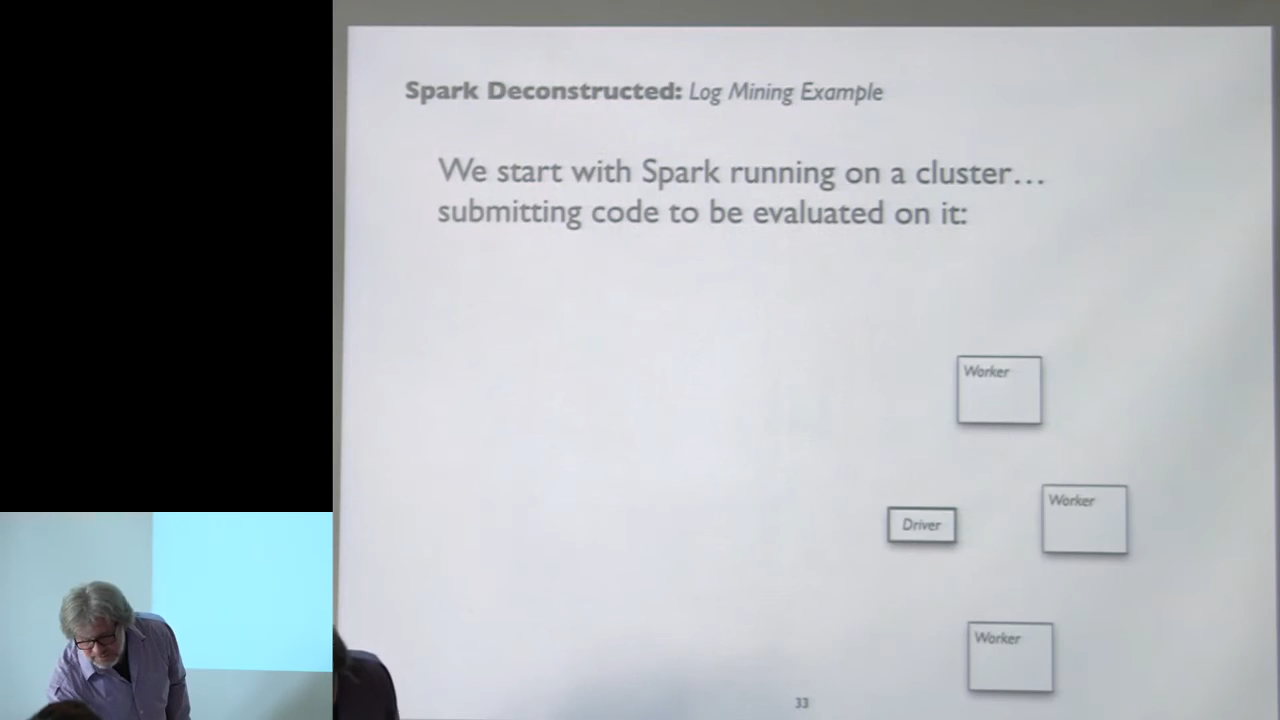 Spark Deconstructed: Log Mining Example
We start with Spark running on a cluster…
submitting code to be evaluated on it:
Worker
Worker
Driver
Worker
33